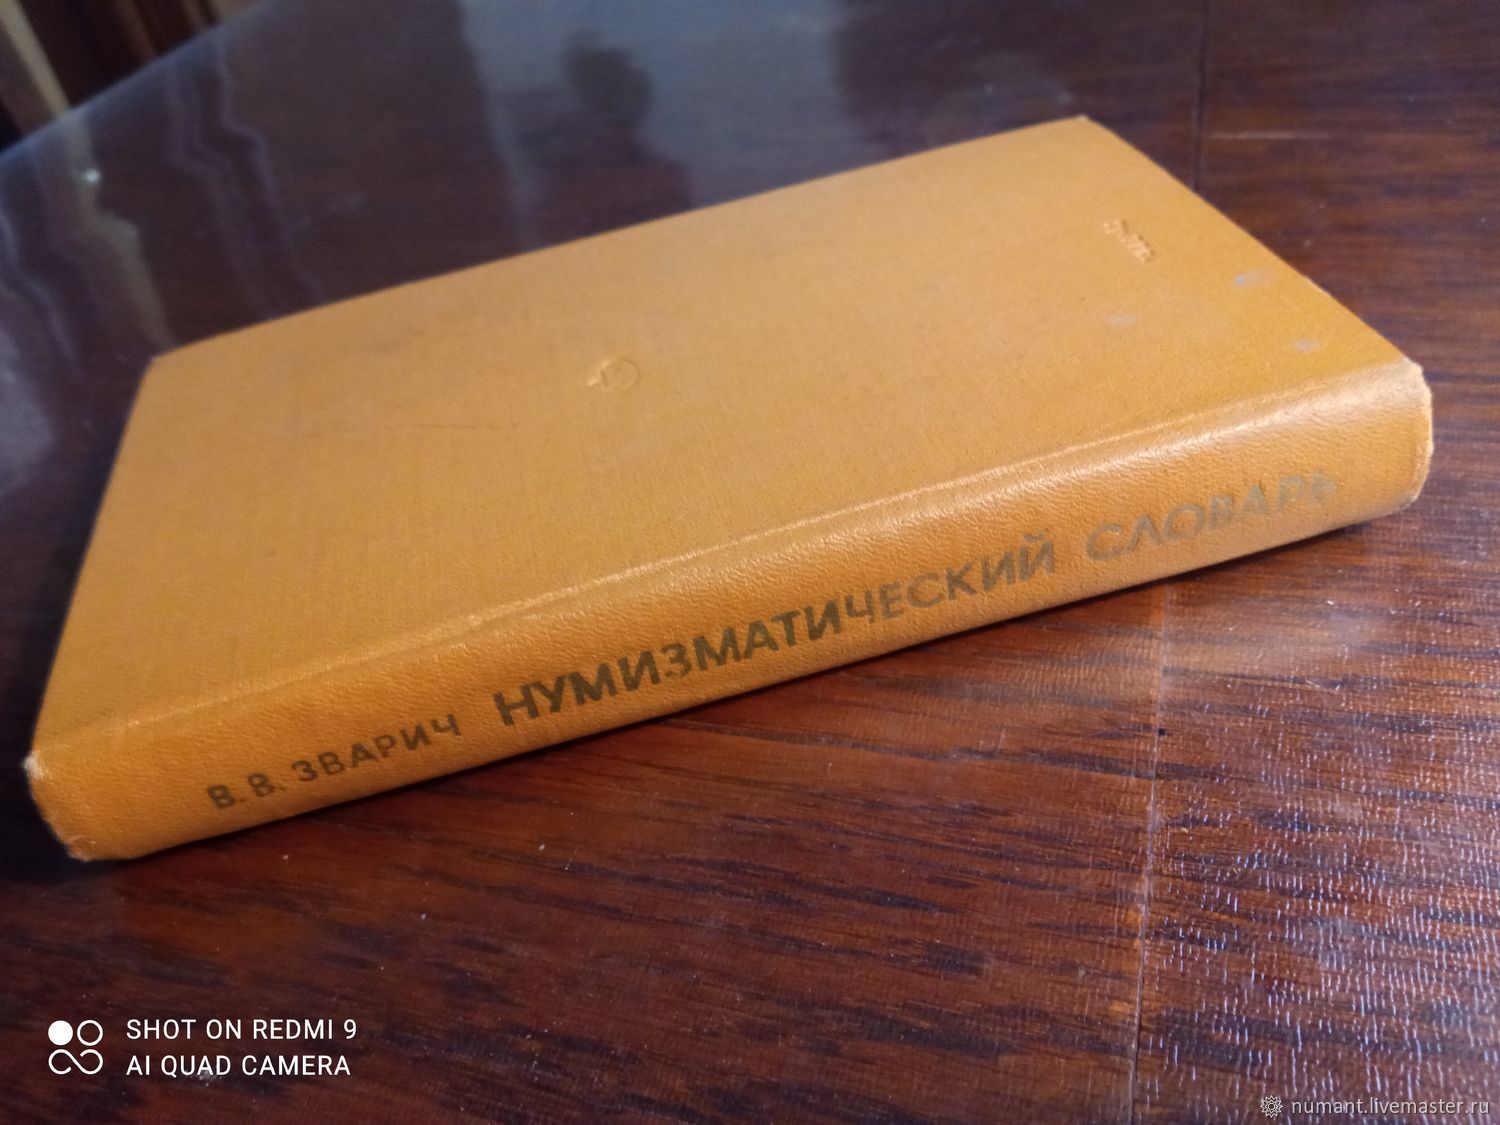 В. В. ЗВАРИЧ НУМИЗМАТИЧЕСКИЙ СЛОВАРЬ
SHOT ON REDMI 9
AI QUAD CAMERA
numant.livemaster.ru